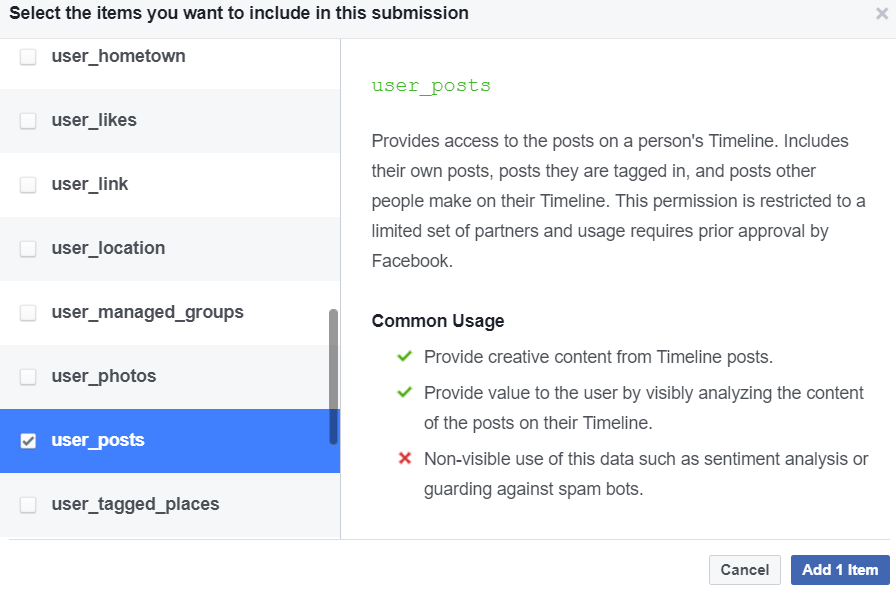 Select the items you want to include in this submission
user_hometown
user_likes
user_link
user_location
user_managed_groups
user_photos
user_posts
user_tagged_places
user_posts
Provides access to the posts on a person's Timeline. Includes
their own posts, posts they are tagged in, and posts other
people make on their Timeline. This permission is restricted to a
limited set of partners and usage requires prior approval by
Facebook.
Common Usage
Provide creative content from Timeline posts.
Provide value to the user by visibly analyzing the content
of the posts on their Timeline.
Non-visible use of this data such as sentiment analysis or
guarding against spam bots.
Cancel
Add 1 Item